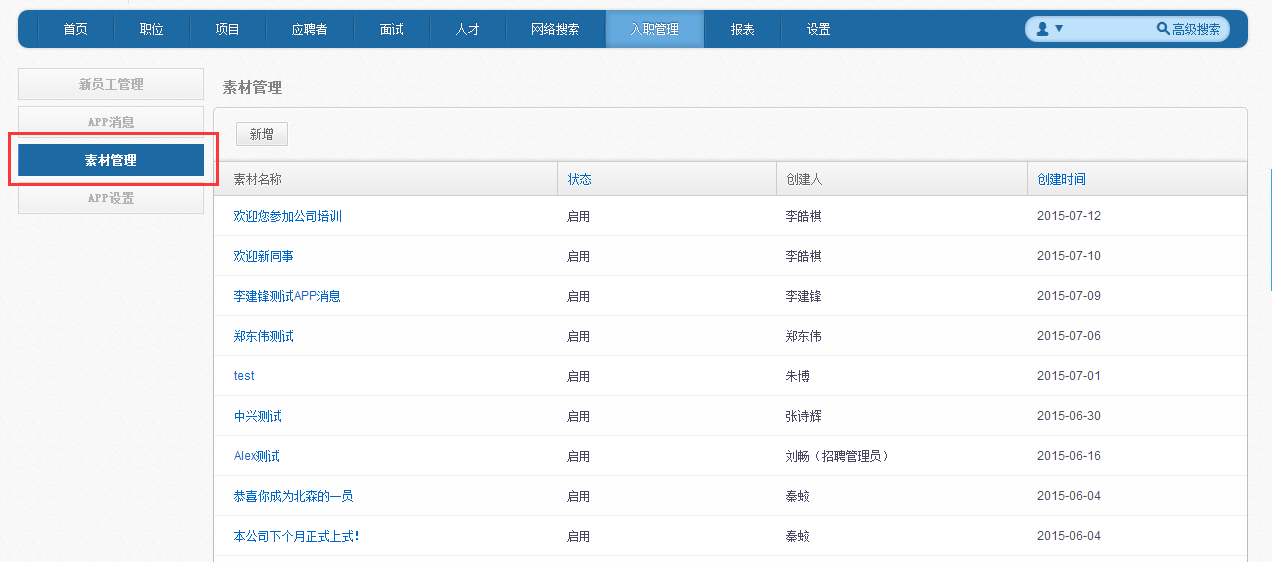 首页 职位 项目 应聘者 面试 人才 网络搜索 入职管理 报表 设置 高级搜索
新员工管理
APP消息
素材管理
APP设置
素材管理
新增
素材名称 状态 创建人 创建时间
欢迎您参加公司培训 启用 李皓祺 2015-07-12
欢迎新同事 启用 李皓祺 2015-07-10
李建锋测试APP消息 启用 李建锋 2015-07-09
郑东伟测试 启用 郑东伟 2015-07-06
test 启用 朱博 2015-07-01
中兴测试 启用 张诗辉 2015-06-30
Alex测试 启用 刘畅（招聘管理员） 2015-06-16
恭喜你成为北森的一员 启用 秦蛟 2015-06-04
本公司下个月正式上式！ 启用 秦蛟 2015-06-04